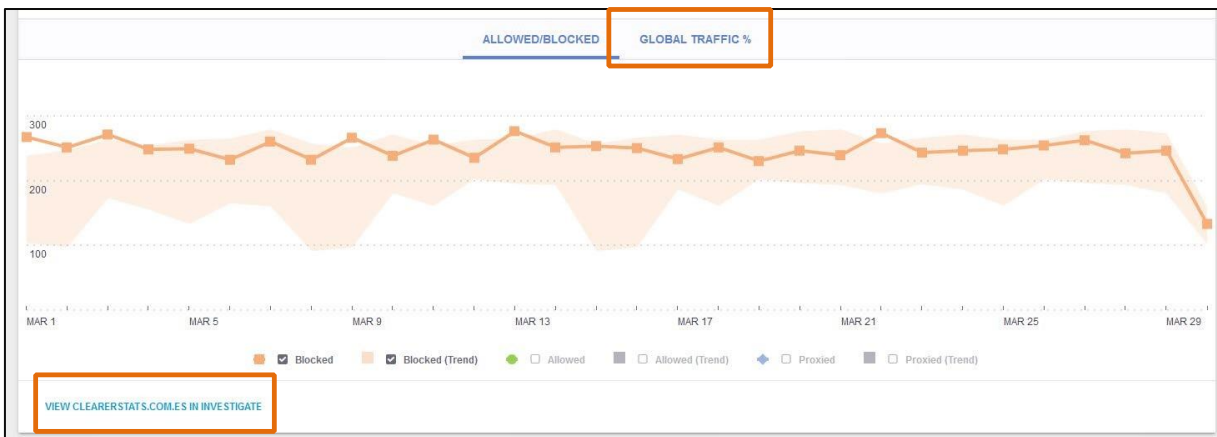 ALLOWED/BLOCKED GLOBAL TRAFFIC %
300
200
100
MAR 1 MAR 5 MAR 9 MAR 13 MAR 17 MAR 21 MAR 25 MAR 29
Blocked Blocked (Trend) Allowed Allowed (Trend) Proxied Proxied (Trend)
VIEW CLEARERSTATS.COM.ES IN INVESTIGATE